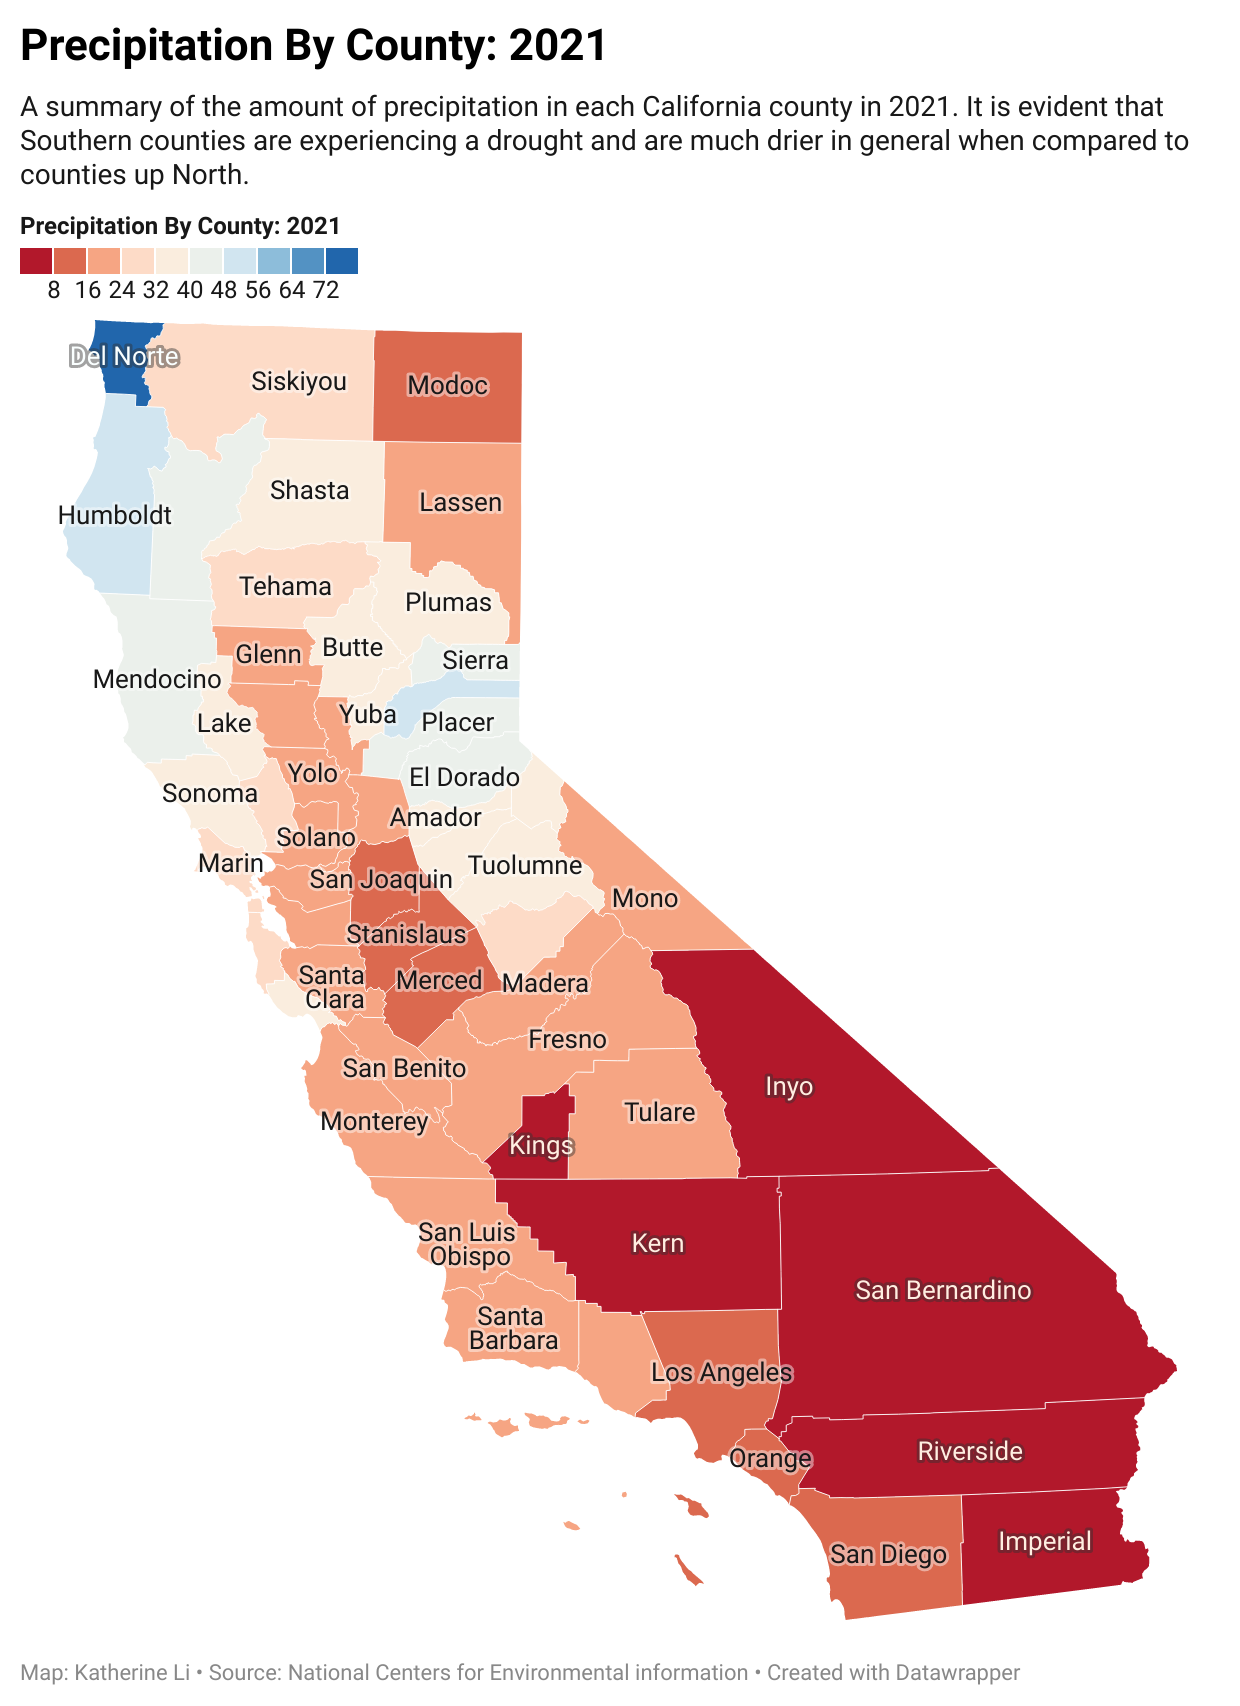 Precipitation By County: 2021
A summary of the amount of precipitation in each California county in 2021. It is evident that
Southern counties are experiencing a drought and are much drier in general when compared to
counties up North.
Precipitation By County: 2021
8 16 24 32 40 48 56 64 72
Del Norte
Siskiyou
Modoc
Shasta
Lassen
Humboldt
Tehama
Plumas
Butte
Glenn
Sierra
Mendocino
Yuba
Placer
Lake
Yolo
El Dorado
Sonoma
Amador
Solano
Marin
Tuolumne
San Joaquin
Mono
Stanislaus
Santa
Clara
Merced
Madera
Fresno
San Benito
Inyo
Tulare
Monterey
Kings
San Luis
Obispo
Kern
San Bernardino
Santa
Barbara
Los Angeles
Riverside
Orange
Imperial
San Diego
Map: Katherine Li • Source: National Centers for Environmental information • Created with Datawrapper